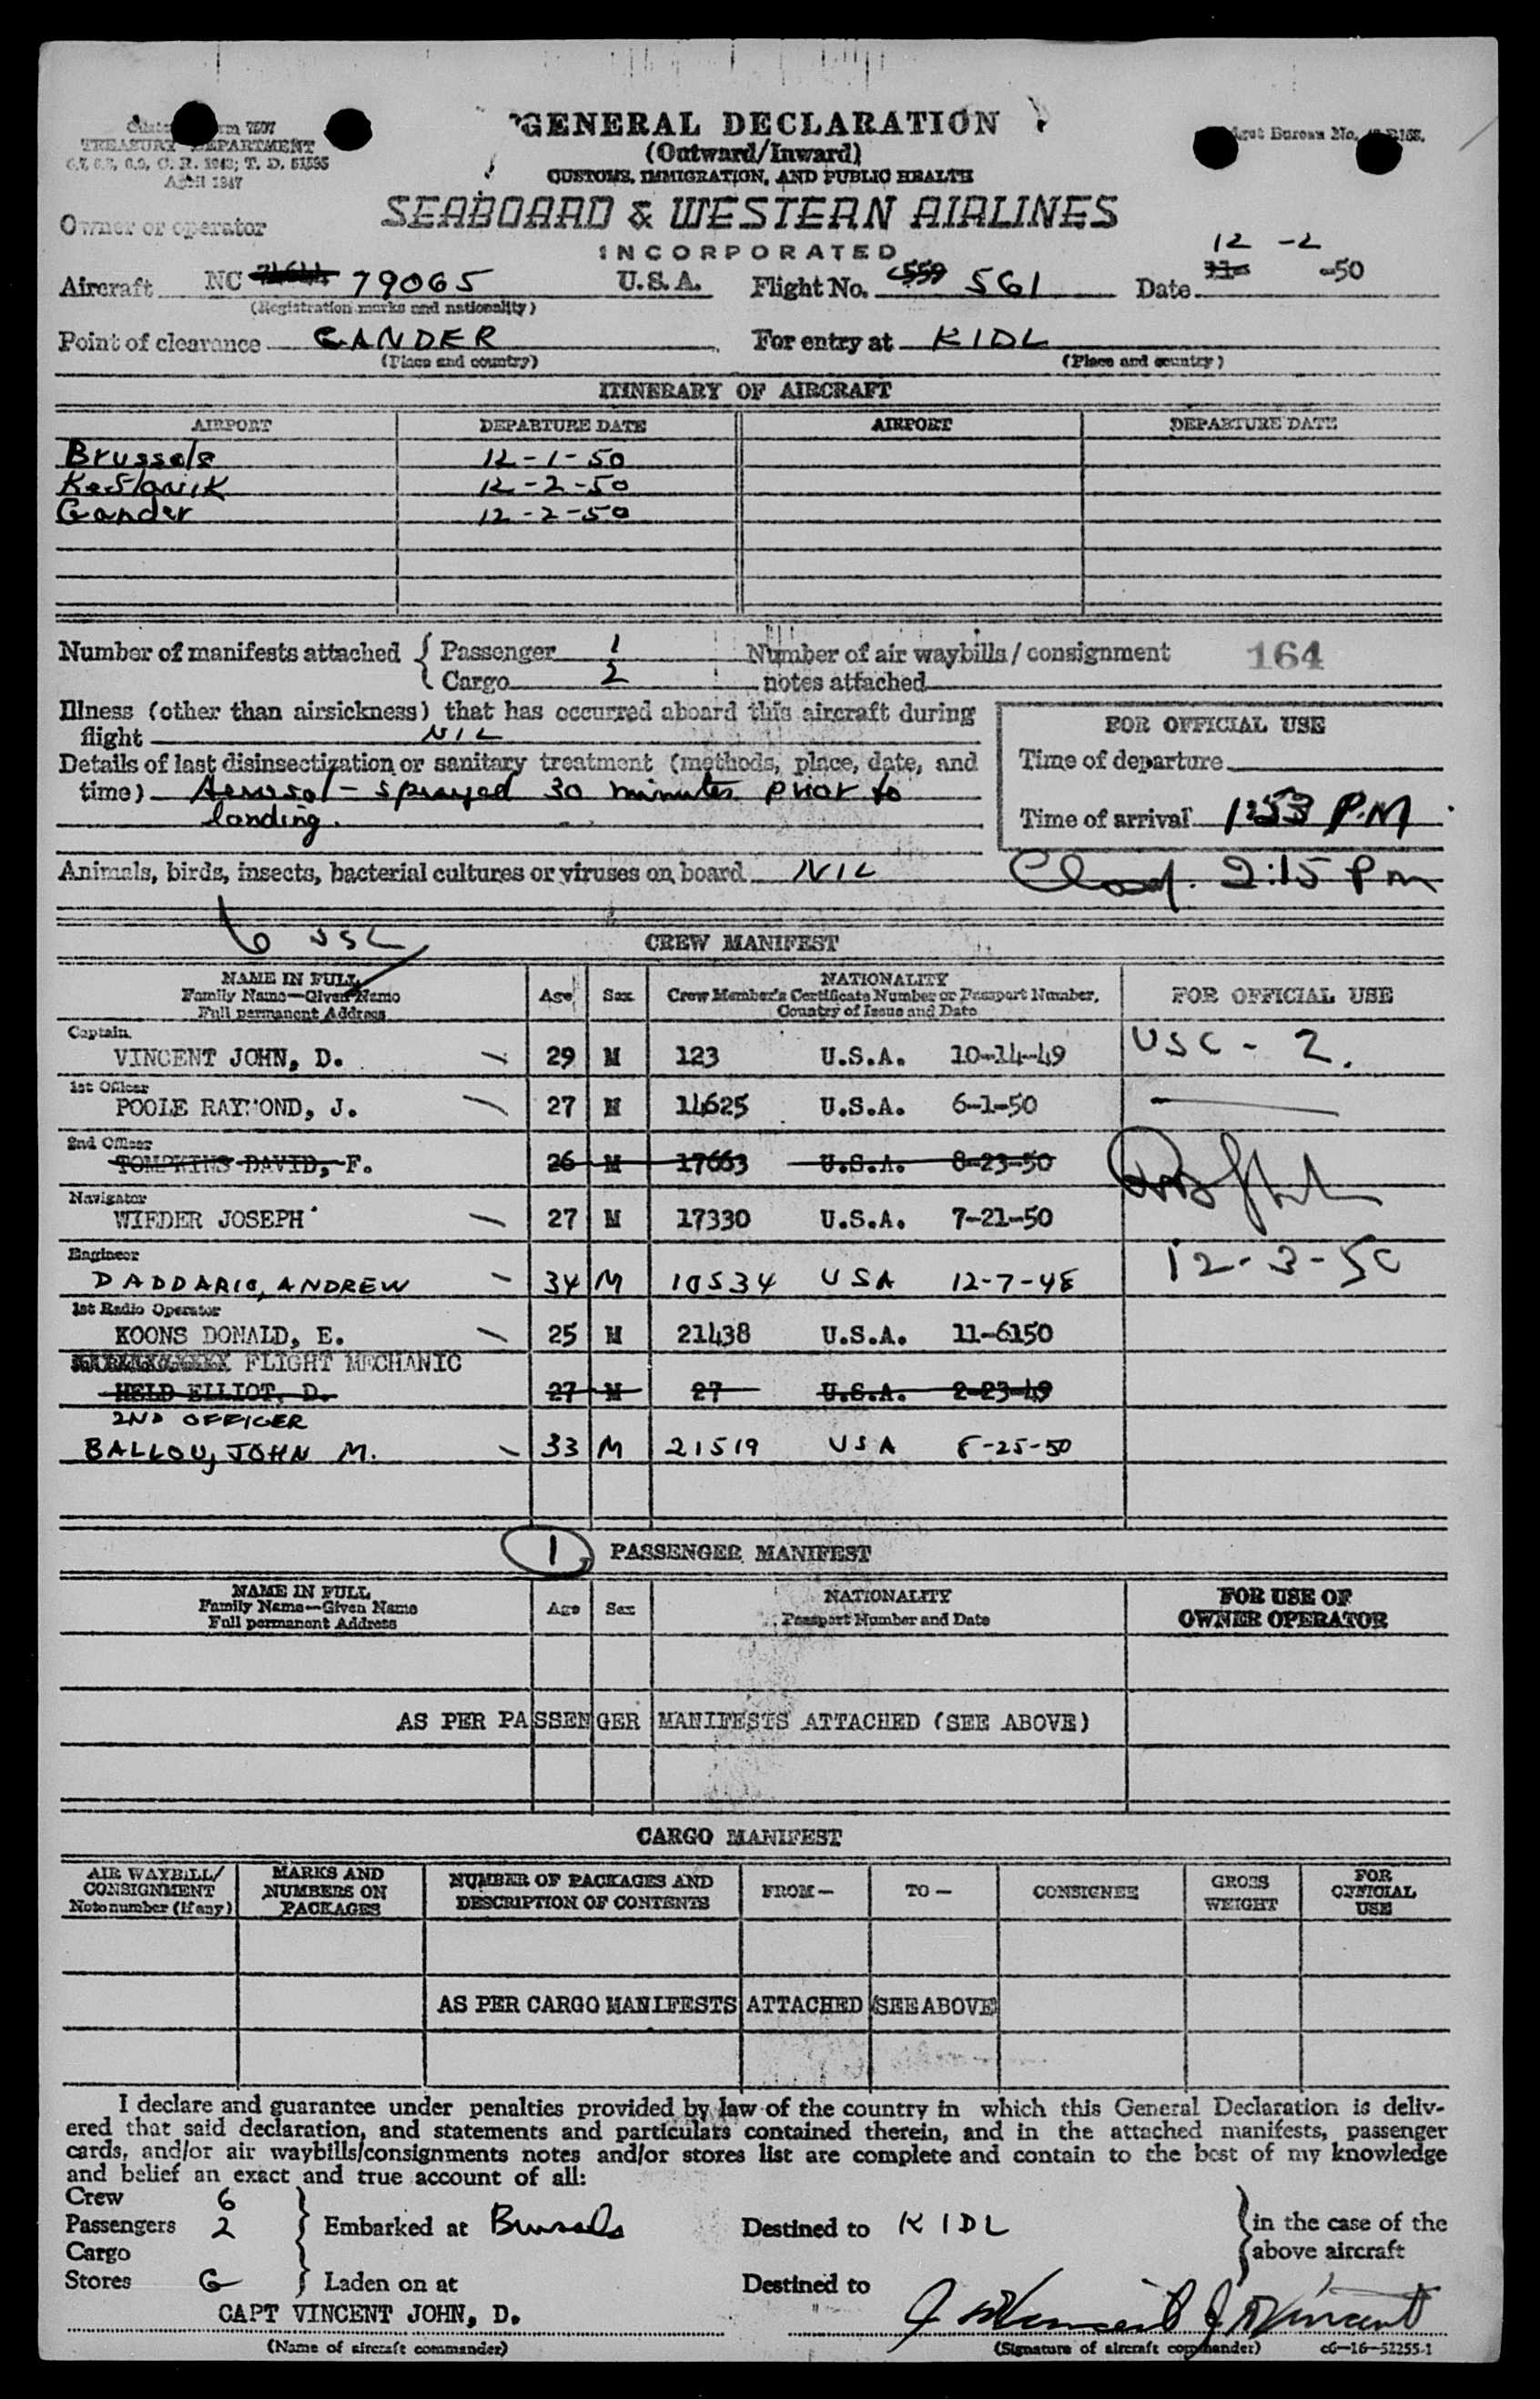 TREASURY DEPARTMENT
April 1947
GENERAL DECLARATION
(Outward/Inward)
CUSTOMS, IMMIGRATION, AND PUBLIC HEALTH
Owner or operator SEABOARD & WESTERN AIRLINES
INCORPORATED
12 -2
Aircraft NC 79065 U.S.A. Flight No. 559 561 Date -50
(Registration marks and nationality)
Point of clearance GANDER For entry at KIDL
(Place and country) (Place and country)
ITINERARY OF AIRCRAFT
AIRPORT DEPARTURE DATE AIRPORT DEPARTURE DATE
Brussels 12-1-50
Keflavik 12-2-50
Gander 12-2-50
Number of manifests attached { Passenger 1 Number of air waybills / consignment 164
Cargo 2 notes attached
Illness (other than airsickness) that has occurred aboard this aircraft during
flight NIL
FOR OFFICIAL USE
Details of last disinsectization or sanitary treatment (methods, place, date, and
time) Aerusol - sprayed 30 minutes prior to
landing.
Time of departure
Time of arrival 1:53 P.M
Animals, birds, insects, bacterial cultures or viruses on board NIL
2:15 Pm
6
CREW MANIFEST
NAME IN FULL
Family Name—Given Name
Full permanent Address
Age Sex
NATIONALITY
Crew Member's Certificate Number or Passport Number,
Country of Issue and Date
FOR OFFICIAL USE
Captain
VINCENT JOHN, D. 29 M 123 U.S.A. 10-14-49 USC - 2.
1st Officer
POOLE RAYMOND, J. 27 M 14625 U.S.A. 6-1-50
2nd Officer
TOMPKINS DAVID, F. 26 M 17663 U.S.A. 8-23-50
Navigator
WIEDER JOSEPH 27 M 17330 U.S.A. 7-21-50
Engineer
DADDARIO, ANDREW 34 M 10534 USA 12-7-48 12-3-50
1st Radio Operator
KOONS DONALD, E. 25 M 21438 U.S.A. 11-6150
FLIGHT MECHANIC
HELD ELLIOT, D. 27 M 27 U.S.A. 2-23-49
2ND OFFICER
BALLOU, JOHN M. 33 M 21519 USA 8-25-50
1 PASSENGER MANIFEST
NAME IN FULL
Family Name—Given Name
Full permanent Address
Age Sex
NATIONALITY
Passport Number and Date
FOR USE OF
OWNER OPERATOR
AS PER PASSENGER MANIFESTS ATTACHED (SEE ABOVE)
CARGO MANIFEST
AIR WAYBILL/
CONSIGNMENT
Note number (if any)
MARKS AND
NUMBERS ON
PACKAGES
NUMBER OF PACKAGES AND
DESCRIPTION OF CONTENTS
FROM— TO— CONSIGNEE
GROSS
WEIGHT
FOR
OFFICIAL
USE
AS PER CARGO MANIFESTS ATTACHED (SEE ABOVE)
I declare and guarantee under penalties provided by law of the country in which this General Declaration is deliv-
ered that said declaration, and statements and particulars contained therein, and in the attached manifests, passenger
cards, and/or air waybills/consignments notes and/or stores list are complete and contain to the best of my knowledge
and belief an exact and true account of all:
Crew 6
Passengers 2 } Embarked at Brussels Destined to KIDL } in the case of the
Cargo above aircraft
Stores G } Laden on at Destined to
CAPT VINCENT JOHN, D.
(Name of aircraft commander) (Signature of aircraft commander) c6—16—52255-1